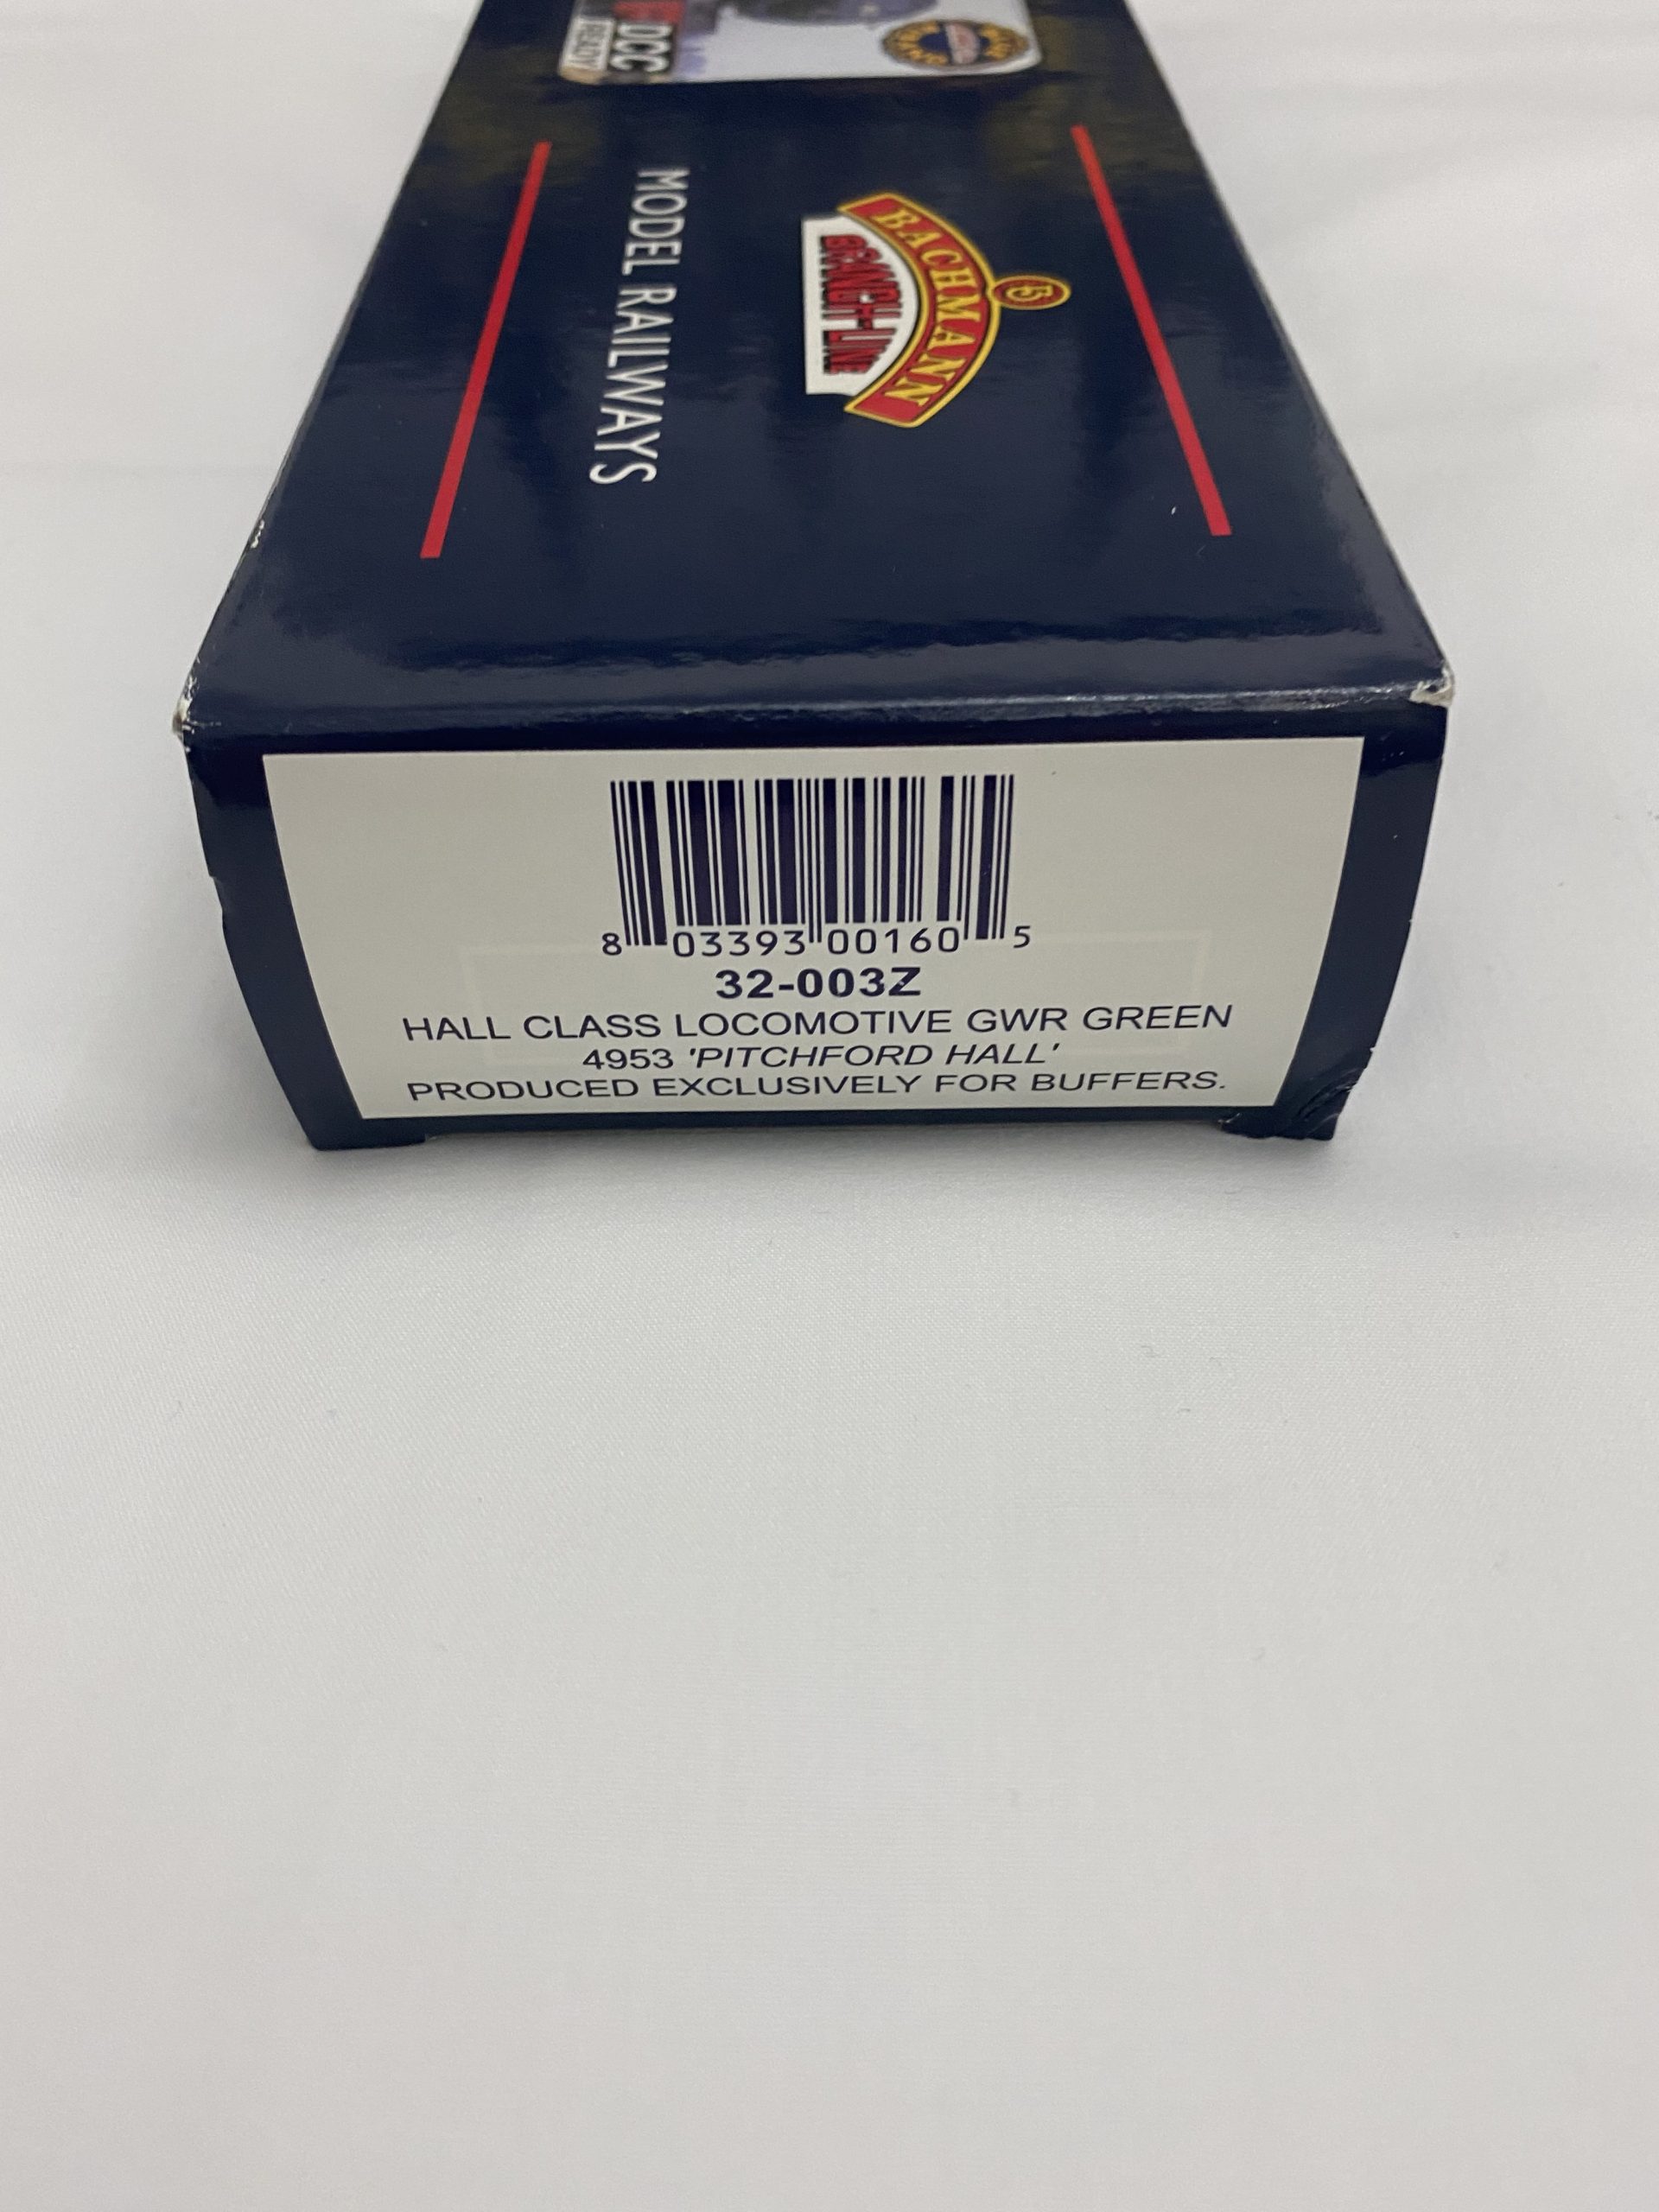 DCC
READY
BACHMANN
BRANCH-LINE
MODEL RAILWAYS
8 03393 00160 5
32-003Z
HALL CLASS LOCOMOTIVE GWR GREEN
4953 'PITCHFORD HALL'
PRODUCED EXCLUSIVELY FOR BUFFERS.